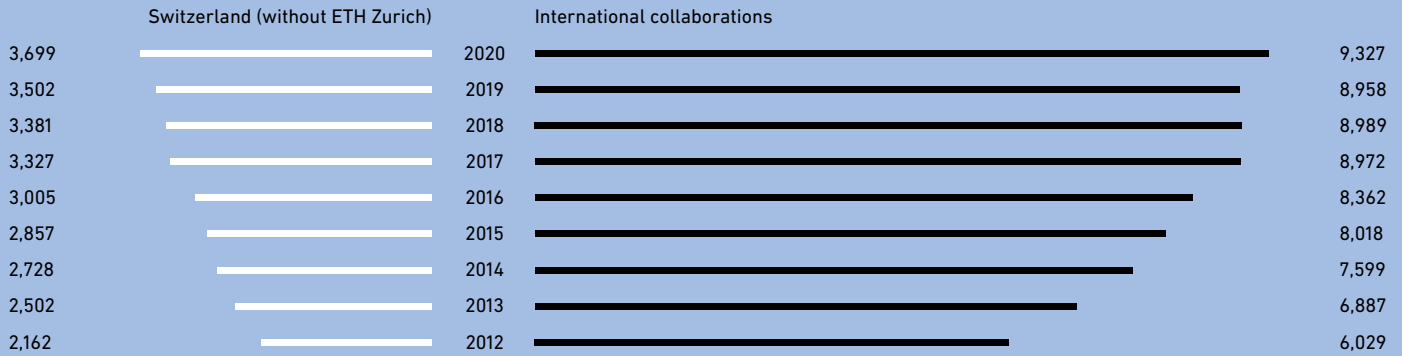 Switzerland (without ETH Zurich) International collaborations
3,699 2020 9,327
3,502 2019 8,958
3,381 2018 8,989
3,327 2017 8,972
3,005 2016 8,362
2,857 2015 8,018
2,728 2014 7,599
2,502 2013 6,887
2,162 2012 6,029